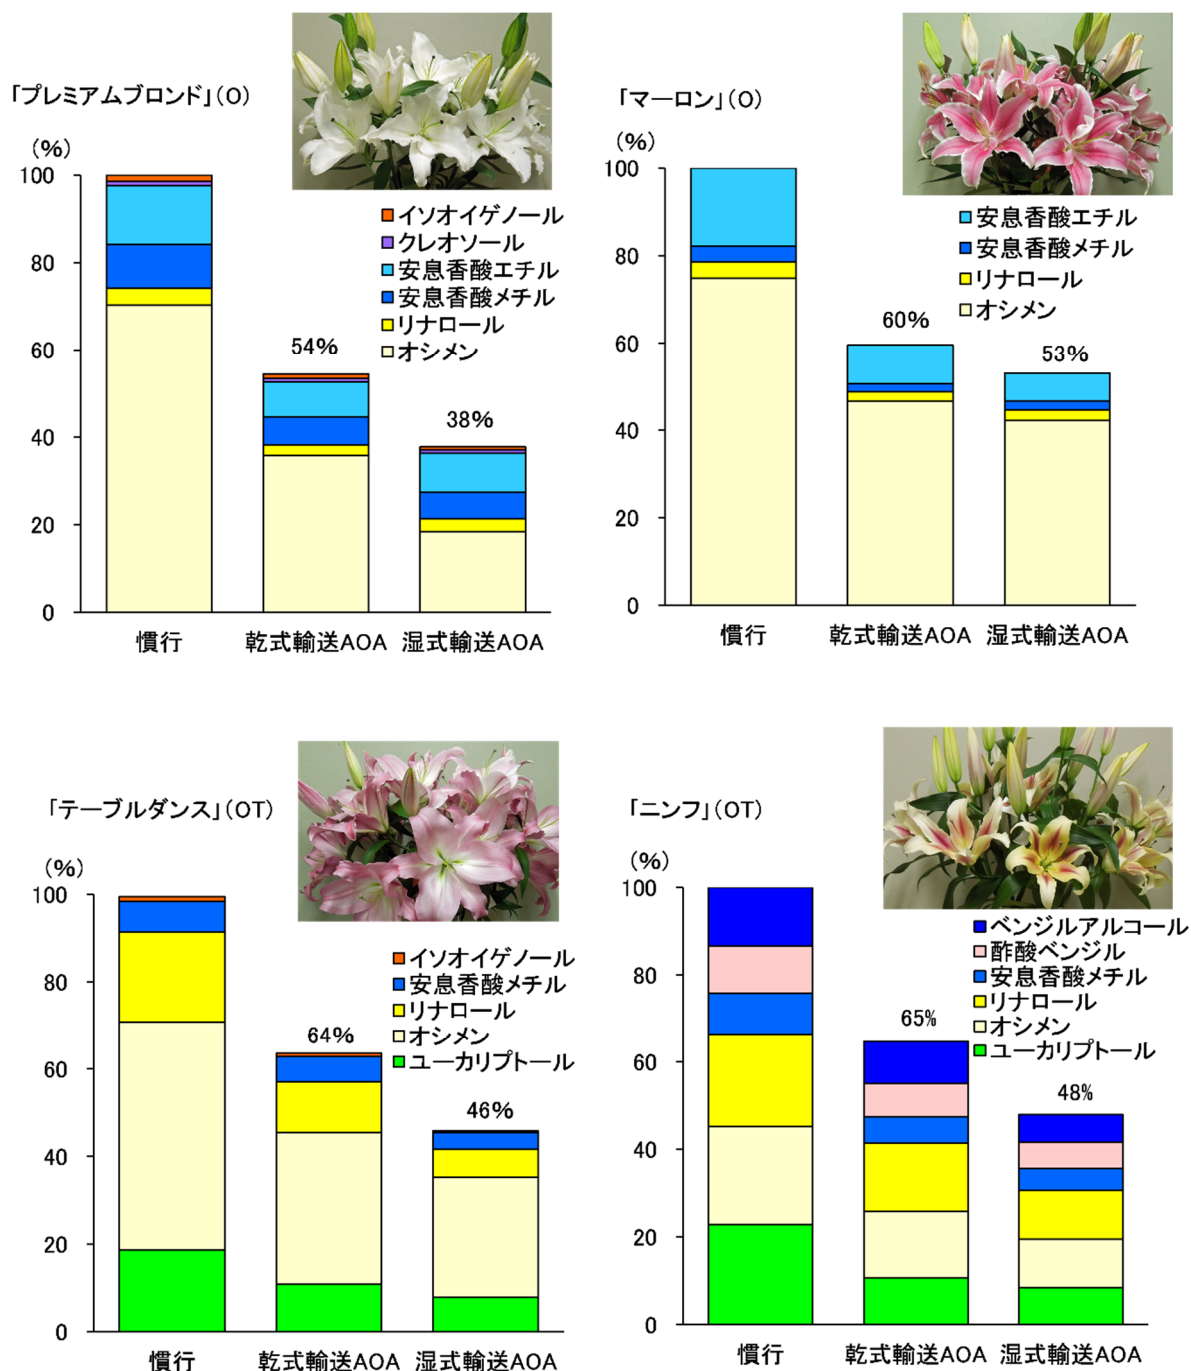 「プレミアムブロンド」(O)
(%)
100
80
60
40
20
0
イソオイゲノール
クレオソール
安息香酸エチル
安息香酸メチル
リナロール
オシメン
54%
38%
慣行
乾式輸送AOA
湿式輸送AOA
「マーロン」(O)
(%)
100
80
60
40
20
0
安息香酸エチル
安息香酸メチル
リナロール
オシメン
60%
53%
慣行
乾式輸送AOA
湿式輸送AOA
「テーブルダンス」(OT)
(%)
100
80
60
40
20
0
イソオイゲノール
安息香酸メチル
リナロール
オシメン
ユーカリプトール
64%
46%
慣行
乾式輸送AOA
湿式輸送AOA
「ニンフ」(OT)
(%)
100
80
60
40
20
0
ベンジルアルコール
酢酸ベンジル
安息香酸メチル
リナロール
オシメン
ユーカリプトール
65%
48%
慣行
乾式輸送AOA
湿式輸送AOA